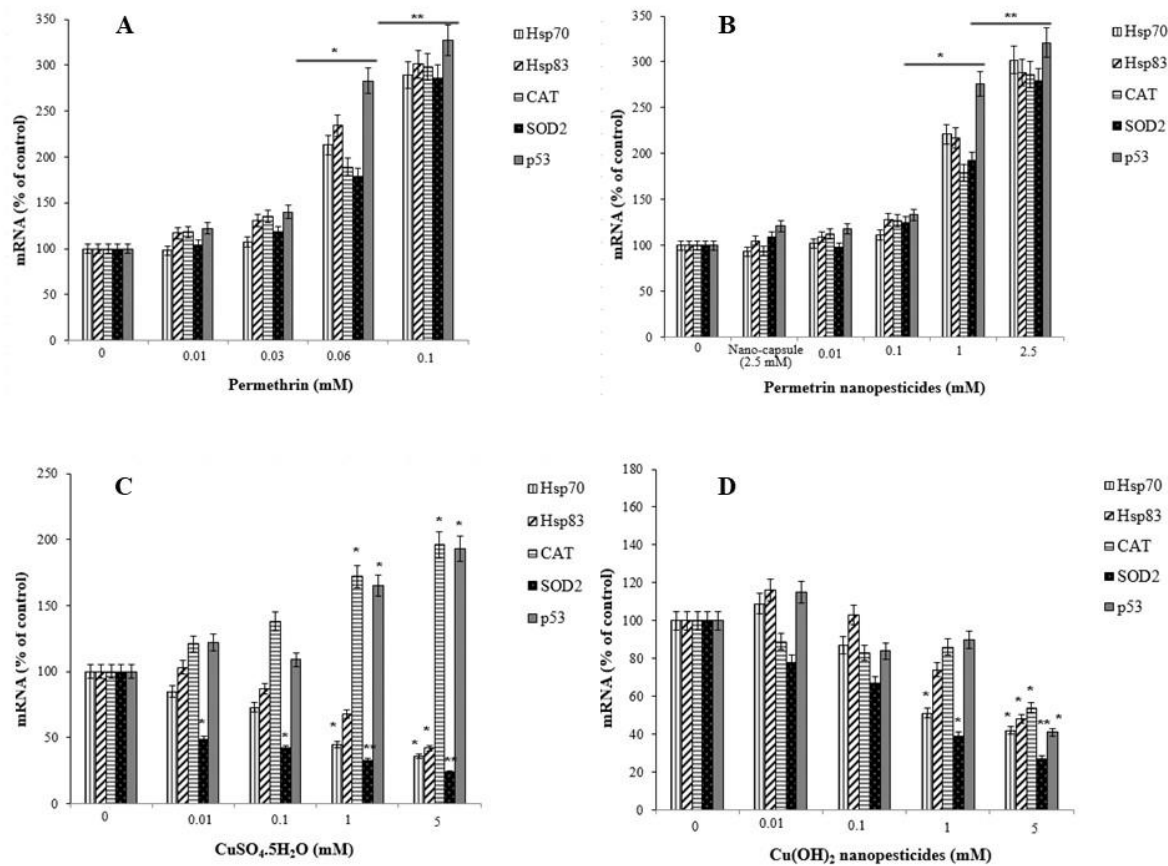 A
mRNA (% of control)
350
300
250
200
150
100
50
0
*
**
Hsp70
Hsp83
CAT
SOD2
p53
0
0.01
0.03
0.06
0.1
Permethrin (mM)
B
mRNA (% of control)
350
300
250
200
150
100
50
0
*
**
Hsp70
Hsp83
CAT
SOD2
p53
0
Nano-capsule
(2.5 mM)
0.01
0.1
1
2.5
Permetrin nanopesticides (mM)
C
mRNA (% of control)
250
200
150
100
50
0
*
*
*
*
*
**
*
*
*
**
*
Hsp70
Hsp83
CAT
SOD2
p53
0
0.01
0.1
1
5
CuSO₄.5H₂O (mM)
D
mRNA (% of control)
180
160
140
120
100
80
60
40
20
0
*
*
*
*
*
**
*
Hsp70
Hsp83
CAT
SOD2
p53
0
0.01
0.1
1
5
Cu(OH)₂ nanopesticides (mM)